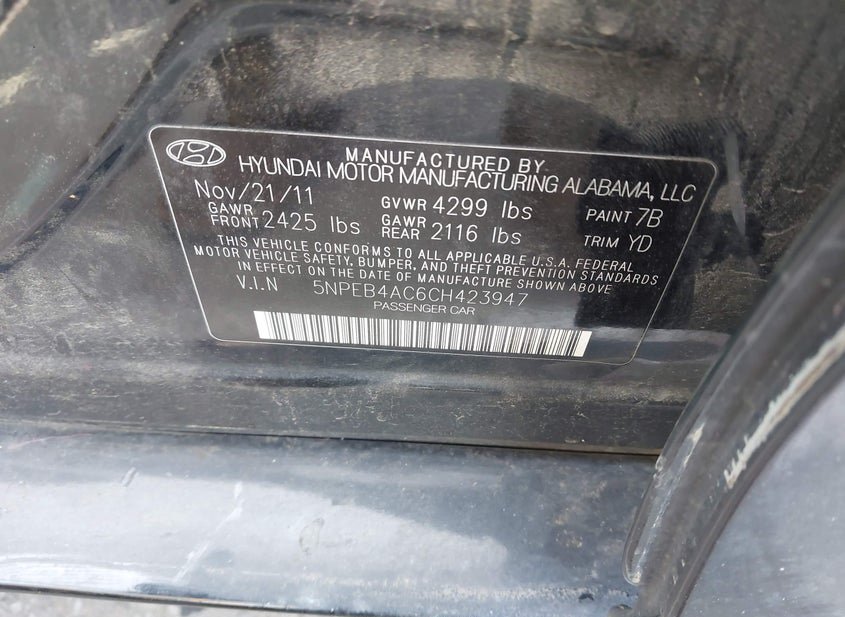 MANUFACTURED BY
HYUNDAI MOTOR MANUFACTURING ALABAMA, LLC
Nov/21/11 GVWR 4299 lbs PAINT 7B
GAWR FRONT 2425 lbs GAWR REAR 2116 lbs TRIM YD
THIS VEHICLE CONFORMS TO ALL APPLICABLE U.S.A. FEDERAL
MOTOR VEHICLE SAFETY, BUMPER, AND THEFT PREVENTION STANDARDS
IN EFFECT ON THE DATE OF MANUFACTURE SHOWN ABOVE
V.I.N 5NPEB4AC6CH423947
PASSENGER CAR